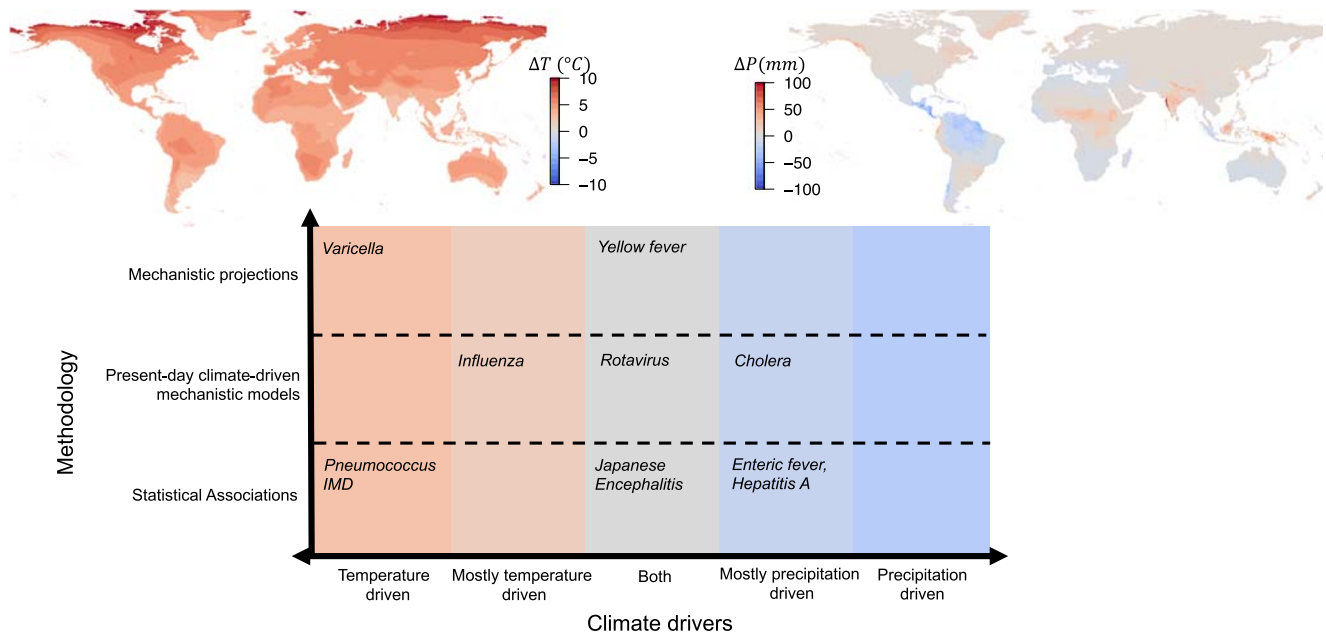 ΔT (°C)
10
5
0
−5
−10
ΔP(mm)
100
50
0
−50
−100
Methodology
Mechanistic projections
Varicella
Yellow fever
Present-day climate-driven
mechanistic models
Influenza
Rotavirus
Cholera
Statistical Associations
Pneumococcus
IMD
Japanese
Encephalitis
Enteric fever,
Hepatitis A
Temperature
driven
Mostly temperature
driven
Both
Mostly precipitation
driven
Precipitation
driven
Climate drivers